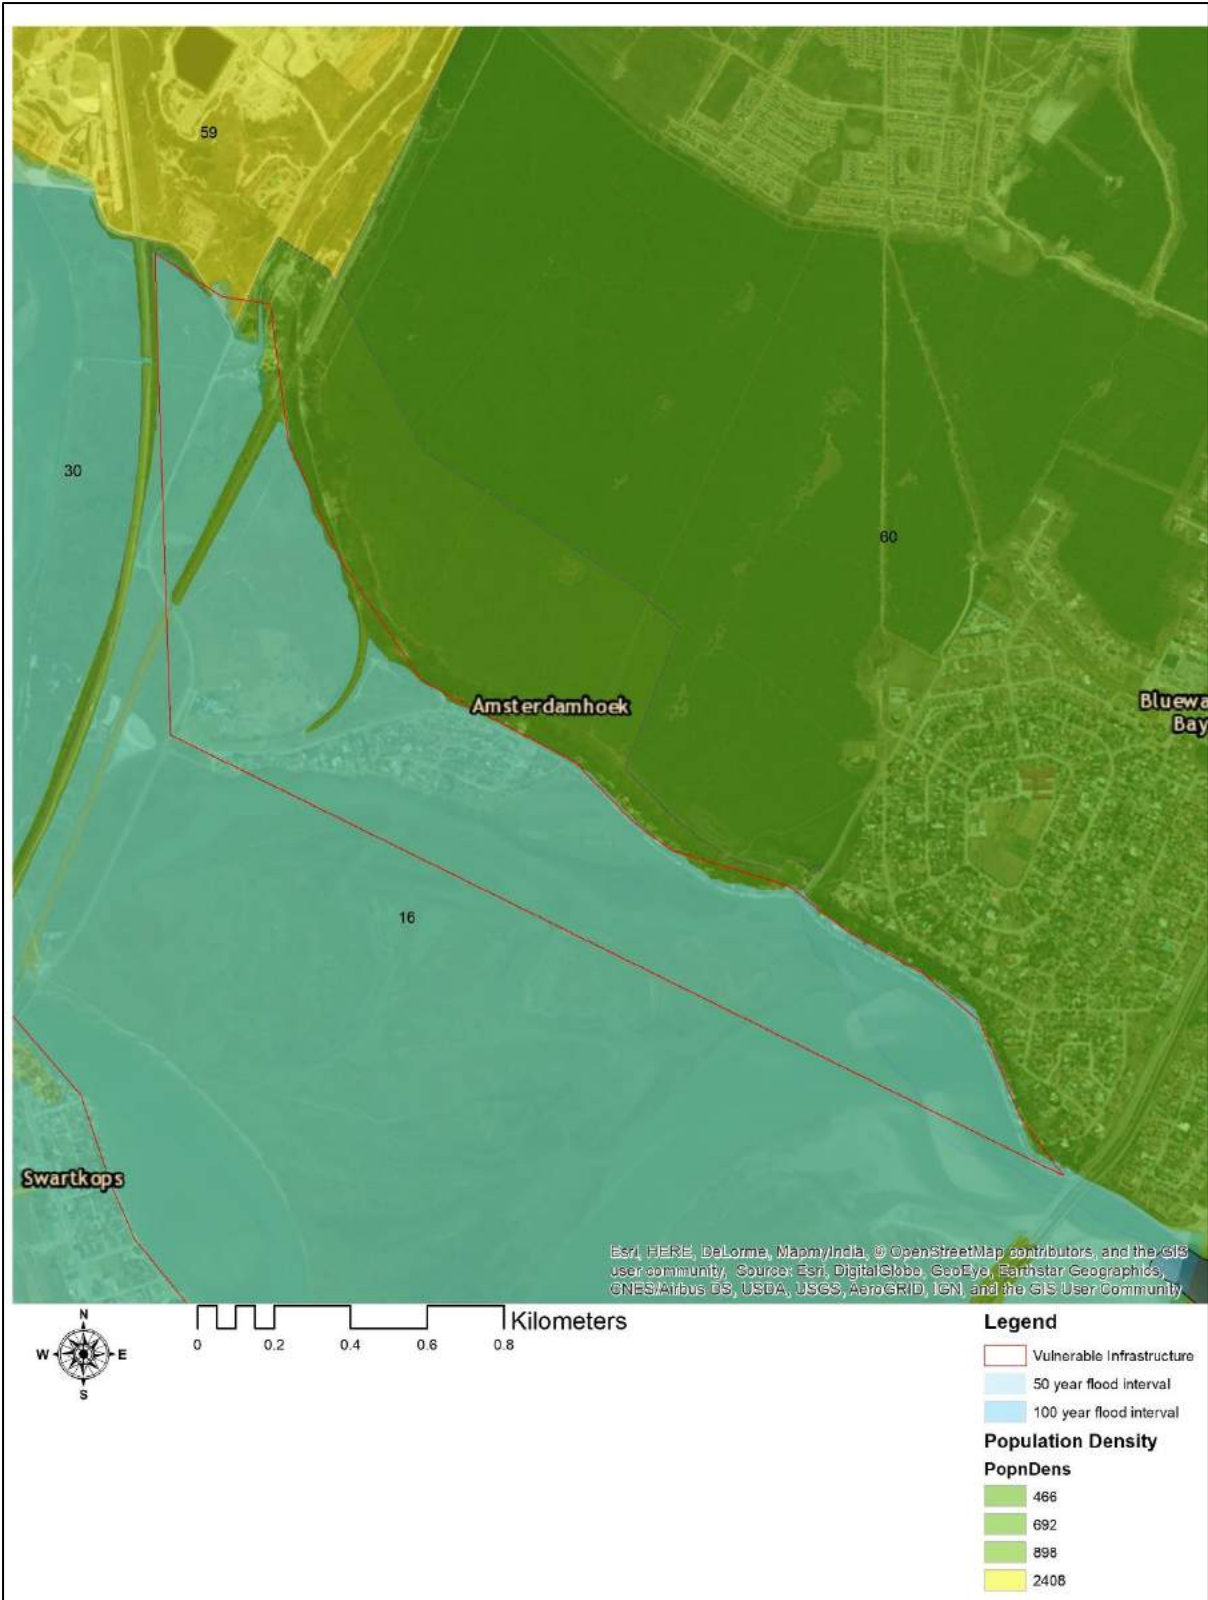 59
30
60
Amsterdamhoek
Bluewa
Bay
16
Swartkops
Esri, HERE, DeLorme, MapmyIndia, © OpenStreetMap contributors, and the GIS
user community, Source: Esri, DigitalGlobe, GeoEye, Earthstar Geographics,
CNES/Airbus DS, USDA, USGS, AeroGRID, IGN, and the GIS User Community
N
W E
S
Kilometers
0 0.2 0.4 0.6 0.8
Legend
Vulnerable Infrastructure
50 year flood interval
100 year flood interval
Population Density
PopnDens
466
692
898
2408